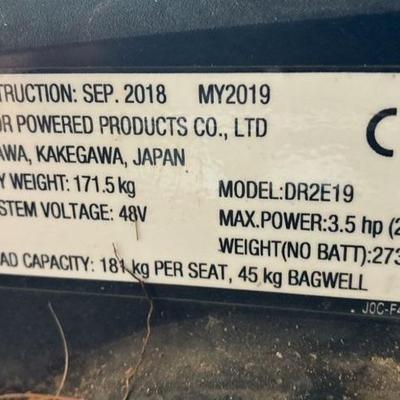 TRUCTION: SEP. 2018 MY2019
OR POWERED PRODUCTS CO., LTD
AWA, KAKEGAWA, JAPAN
Y WEIGHT: 171.5 kg MODEL: DR2E19
STEM VOLTAGE: 48V MAX.POWER:3.5 hp (2
WEIGHT(NO BATT):273
AD CAPACITY: 181 kg PER SEAT, 45 kg BAGWELL
J0C-F4